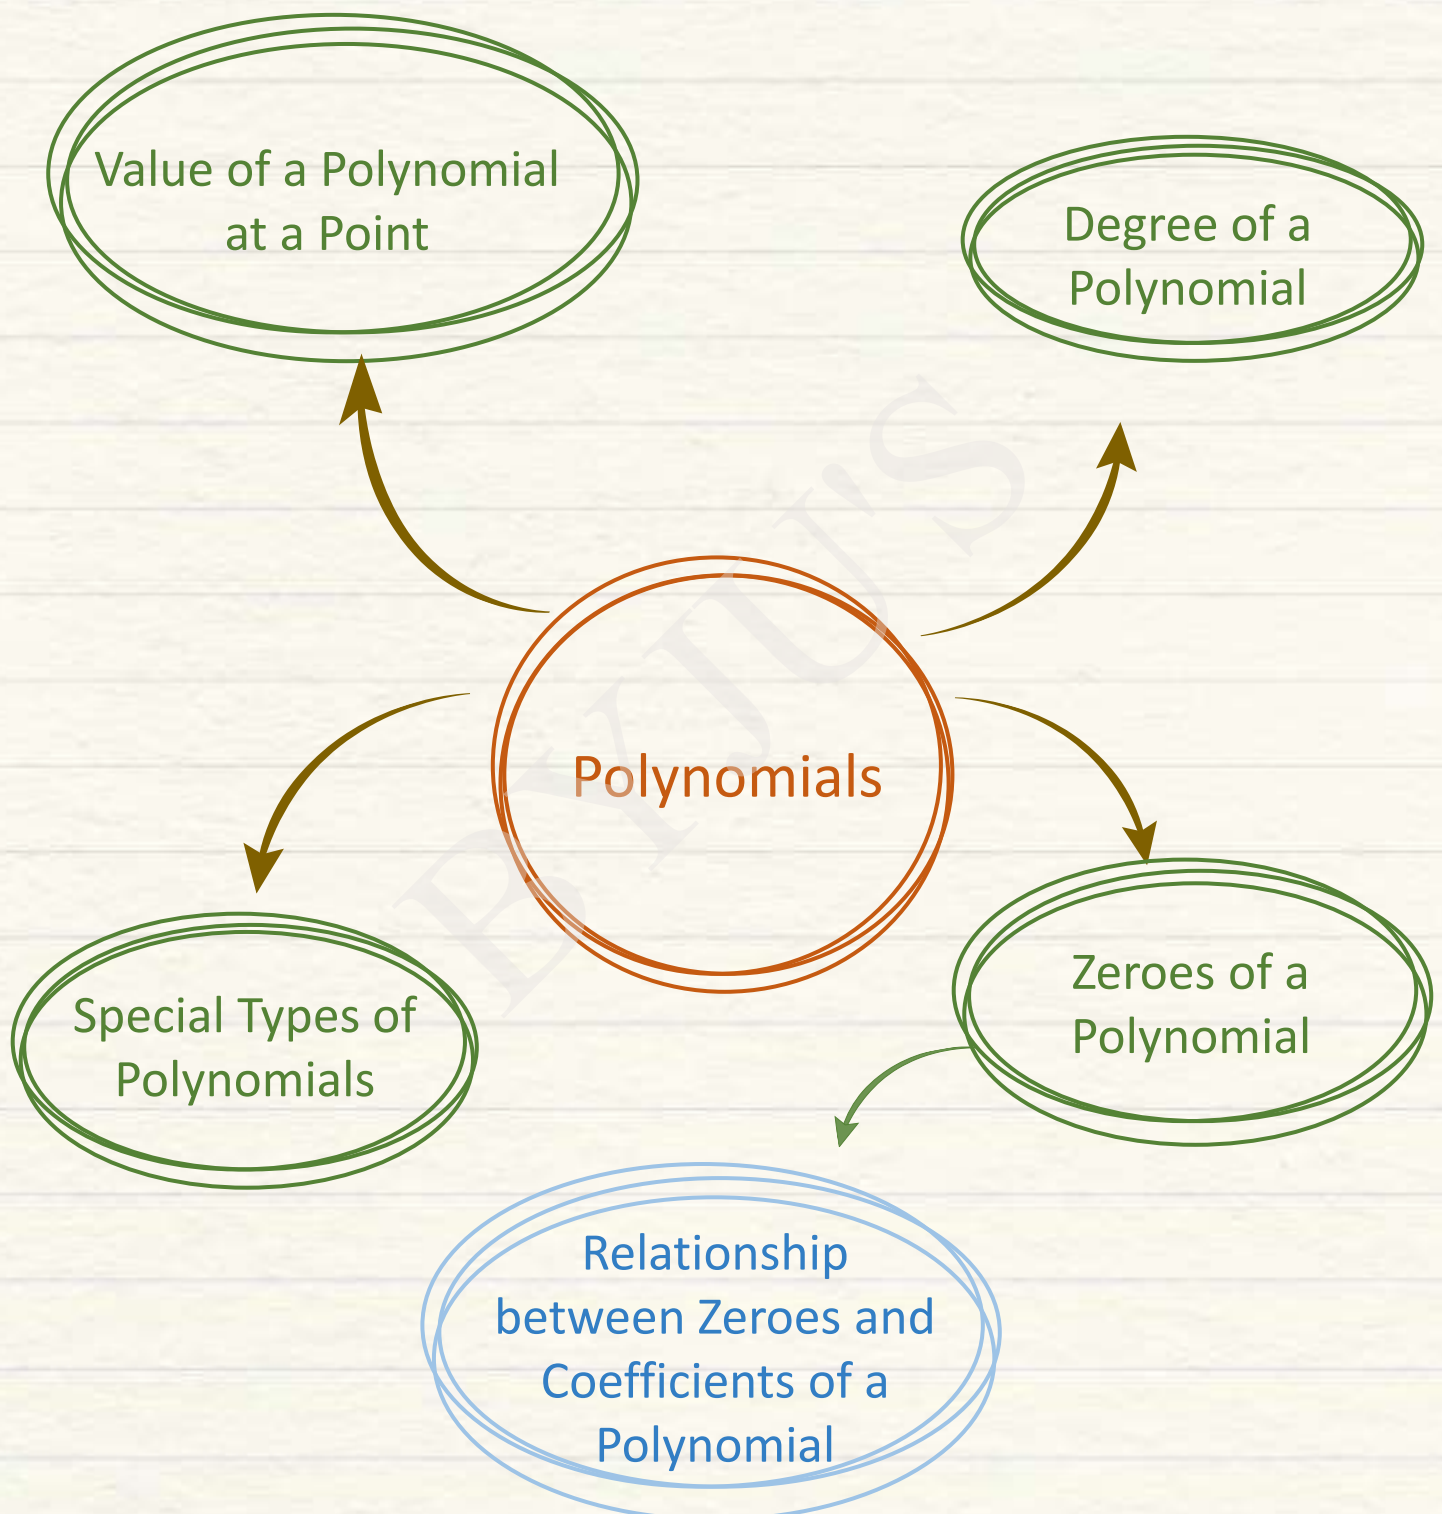 Value of a Polynomial
at a Point
Degree of a
Polynomial
Polynomials
Special Types of
Polynomials
Zeroes of a
Polynomial
Relationship
between Zeroes and
Coefficients of a
Polynomial
BYJU'S